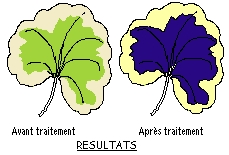 Avant traitement
Après traitement
RESULTATS